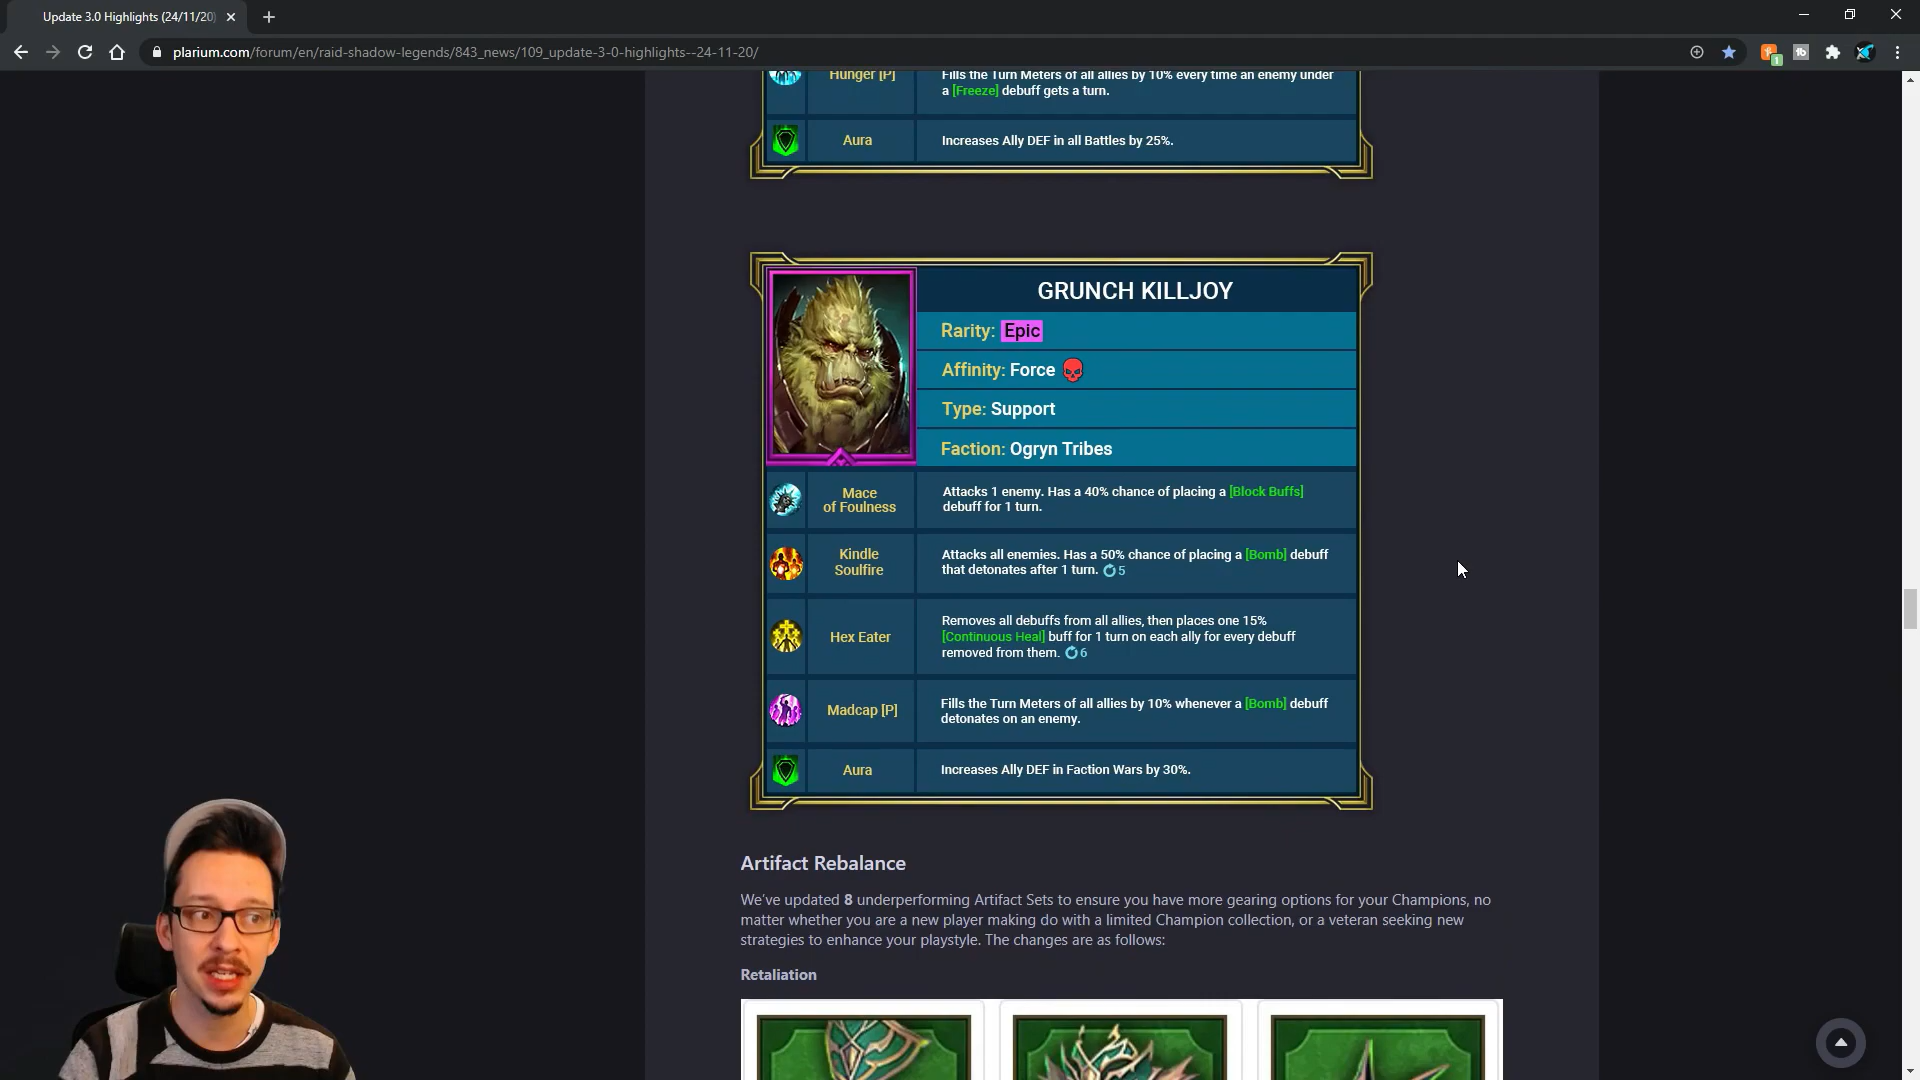 Update 3.0 Highlights (24/11/20)
plarium.com/forum/en/raid-shadow-legends/843_news/109_update-3-0-highlights--24-11-20/
Hunger [P]
Fills the Turn Meters of all allies by 10% every time an enemy under
a [Freeze] debuff gets a turn.
Aura
Increases Ally DEF in all Battles by 25%.
GRUNCH KILLJOY
Rarity: Epic
Affinity: Force
Type: Support
Faction: Ogryn Tribes
Mace
of Foulness
Attacks 1 enemy. Has a 40% chance of placing a [Block Buffs]
debuff for 1 turn.
Kindle
Soulfire
Attacks all enemies. Has a 50% chance of placing a [Bomb] debuff
that detonates after 1 turn. 5
Hex Eater
Removes all debuffs from all allies, then places one 15%
[Continuous Heal] buff for 1 turn on each ally for every debuff
removed from them. 6
Madcap [P]
Fills the Turn Meters of all allies by 10% whenever a [Bomb] debuff
detonates on an enemy.
Aura
Increases Ally DEF in Faction Wars by 30%.
Artifact Rebalance
We've updated 8 underperforming Artifact Sets to ensure you have more gearing options for your Champions, no
matter whether you are a new player making do with a limited Champion collection, or a veteran seeking new
strategies to enhance your playstyle. The changes are as follows:
Retaliation